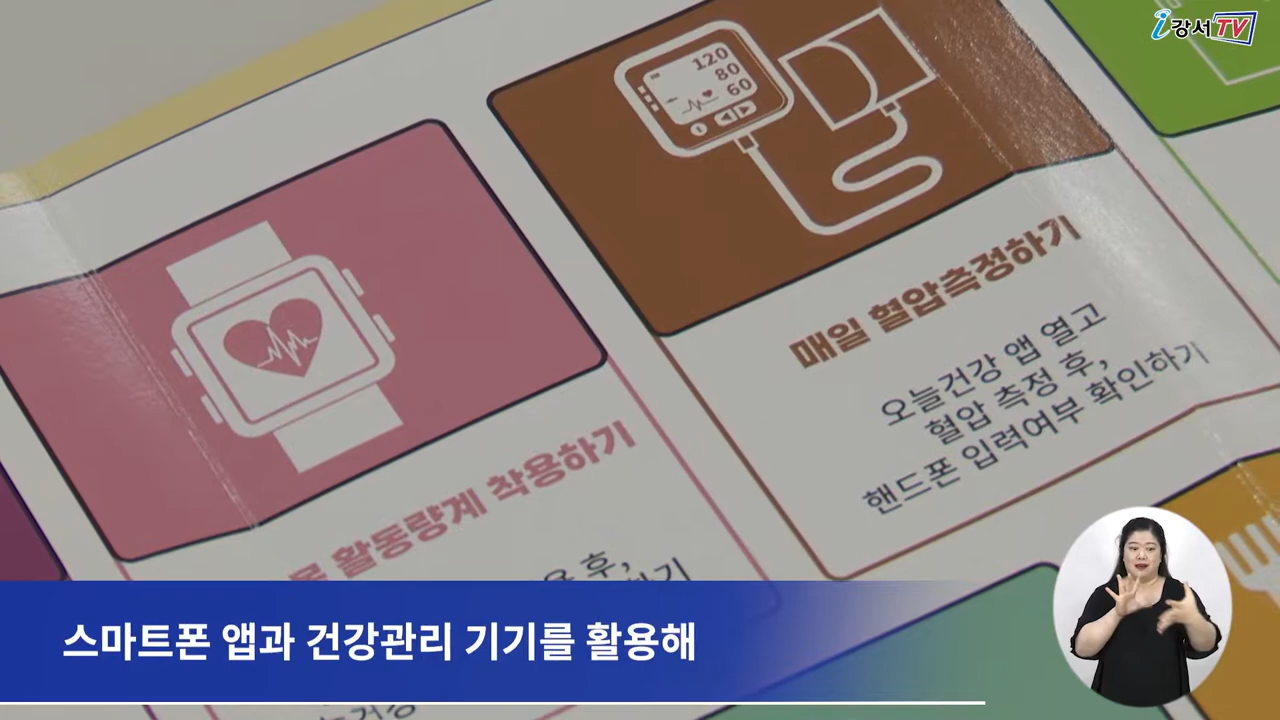 i강서TV
120
80
60
매일 혈압측정하기
오늘건강 앱 열고
혈압 측정 후,
핸드폰 입력여부 확인하기
활동량계 착용하기
후,
스마트폰 앱과 건강관리 기기를 활용해